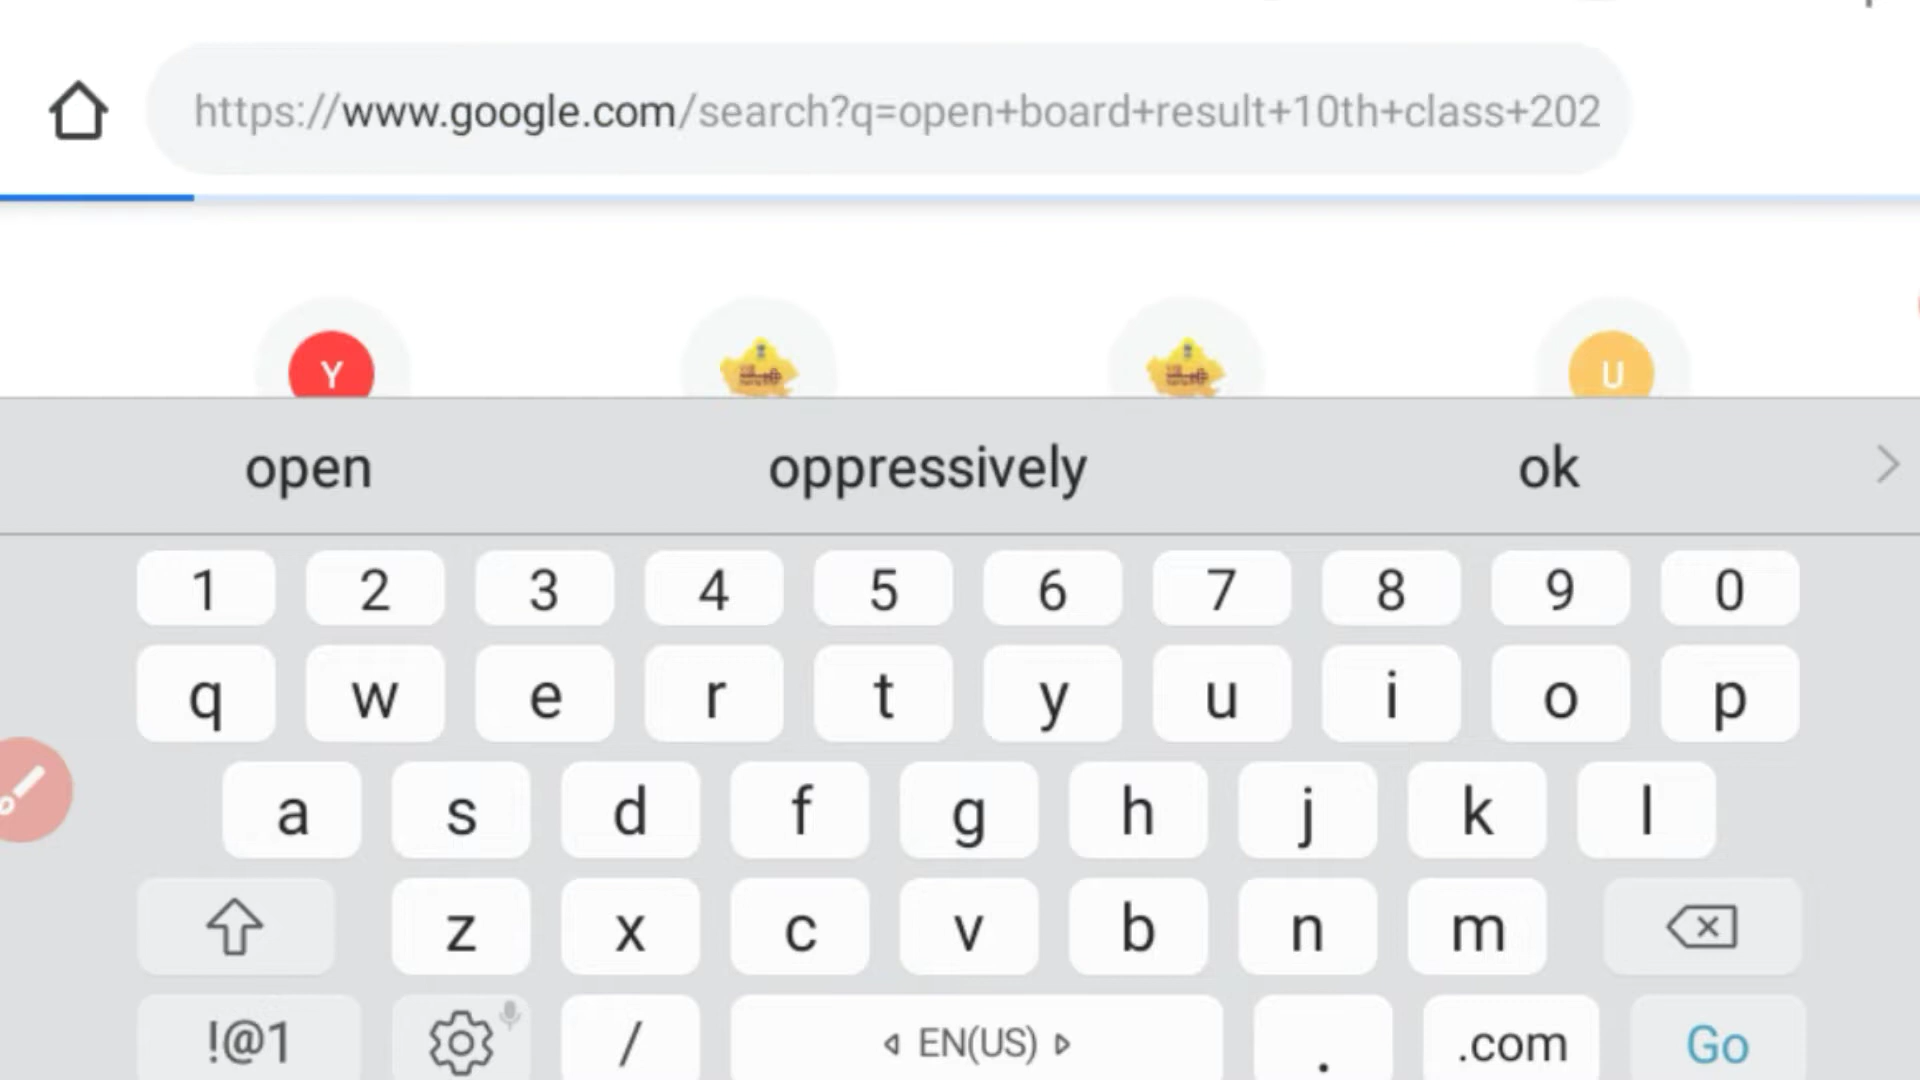 https://www.google.com/search?q=open+board+result+10th+class+202
Y
U
open oppressively ok
1 2 3 4 5 6 7 8 9 0
q w e r t y u i o p
a s d f g h j k l
z x c v b n m
!@1 / EN(US) . .com Go